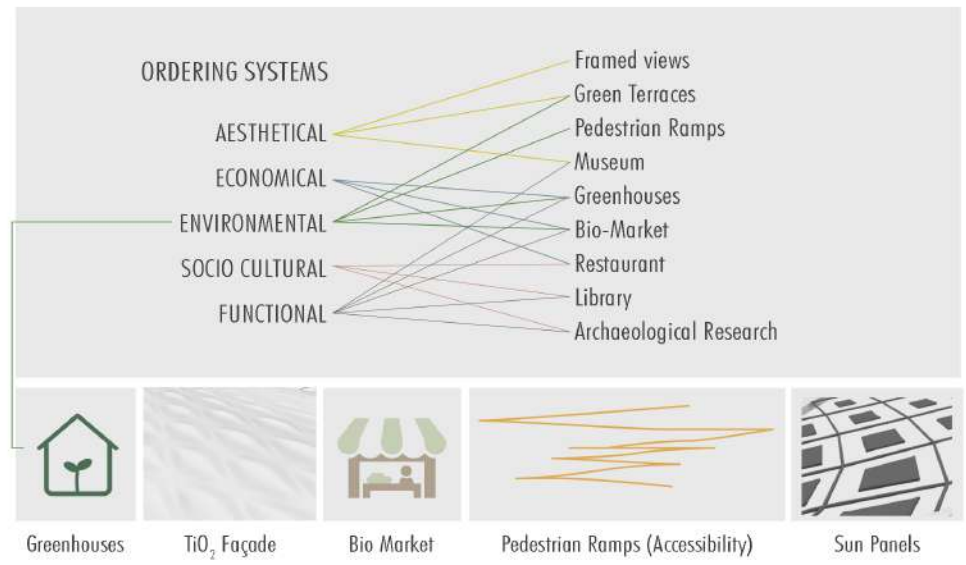 ORDERING SYSTEMS
AESTHETICAL
ECONOMICAL
ENVIRONMENTAL
SOCIO CULTURAL
FUNCTIONAL
Framed views
Green Terraces
Pedestrian Ramps
Museum
Greenhouses
Bio-Market
Restaurant
Library
Archaeological Research
Greenhouses
TiO₂ Façade
Bio Market
Pedestrian Ramps (Accessibility)
Sun Panels